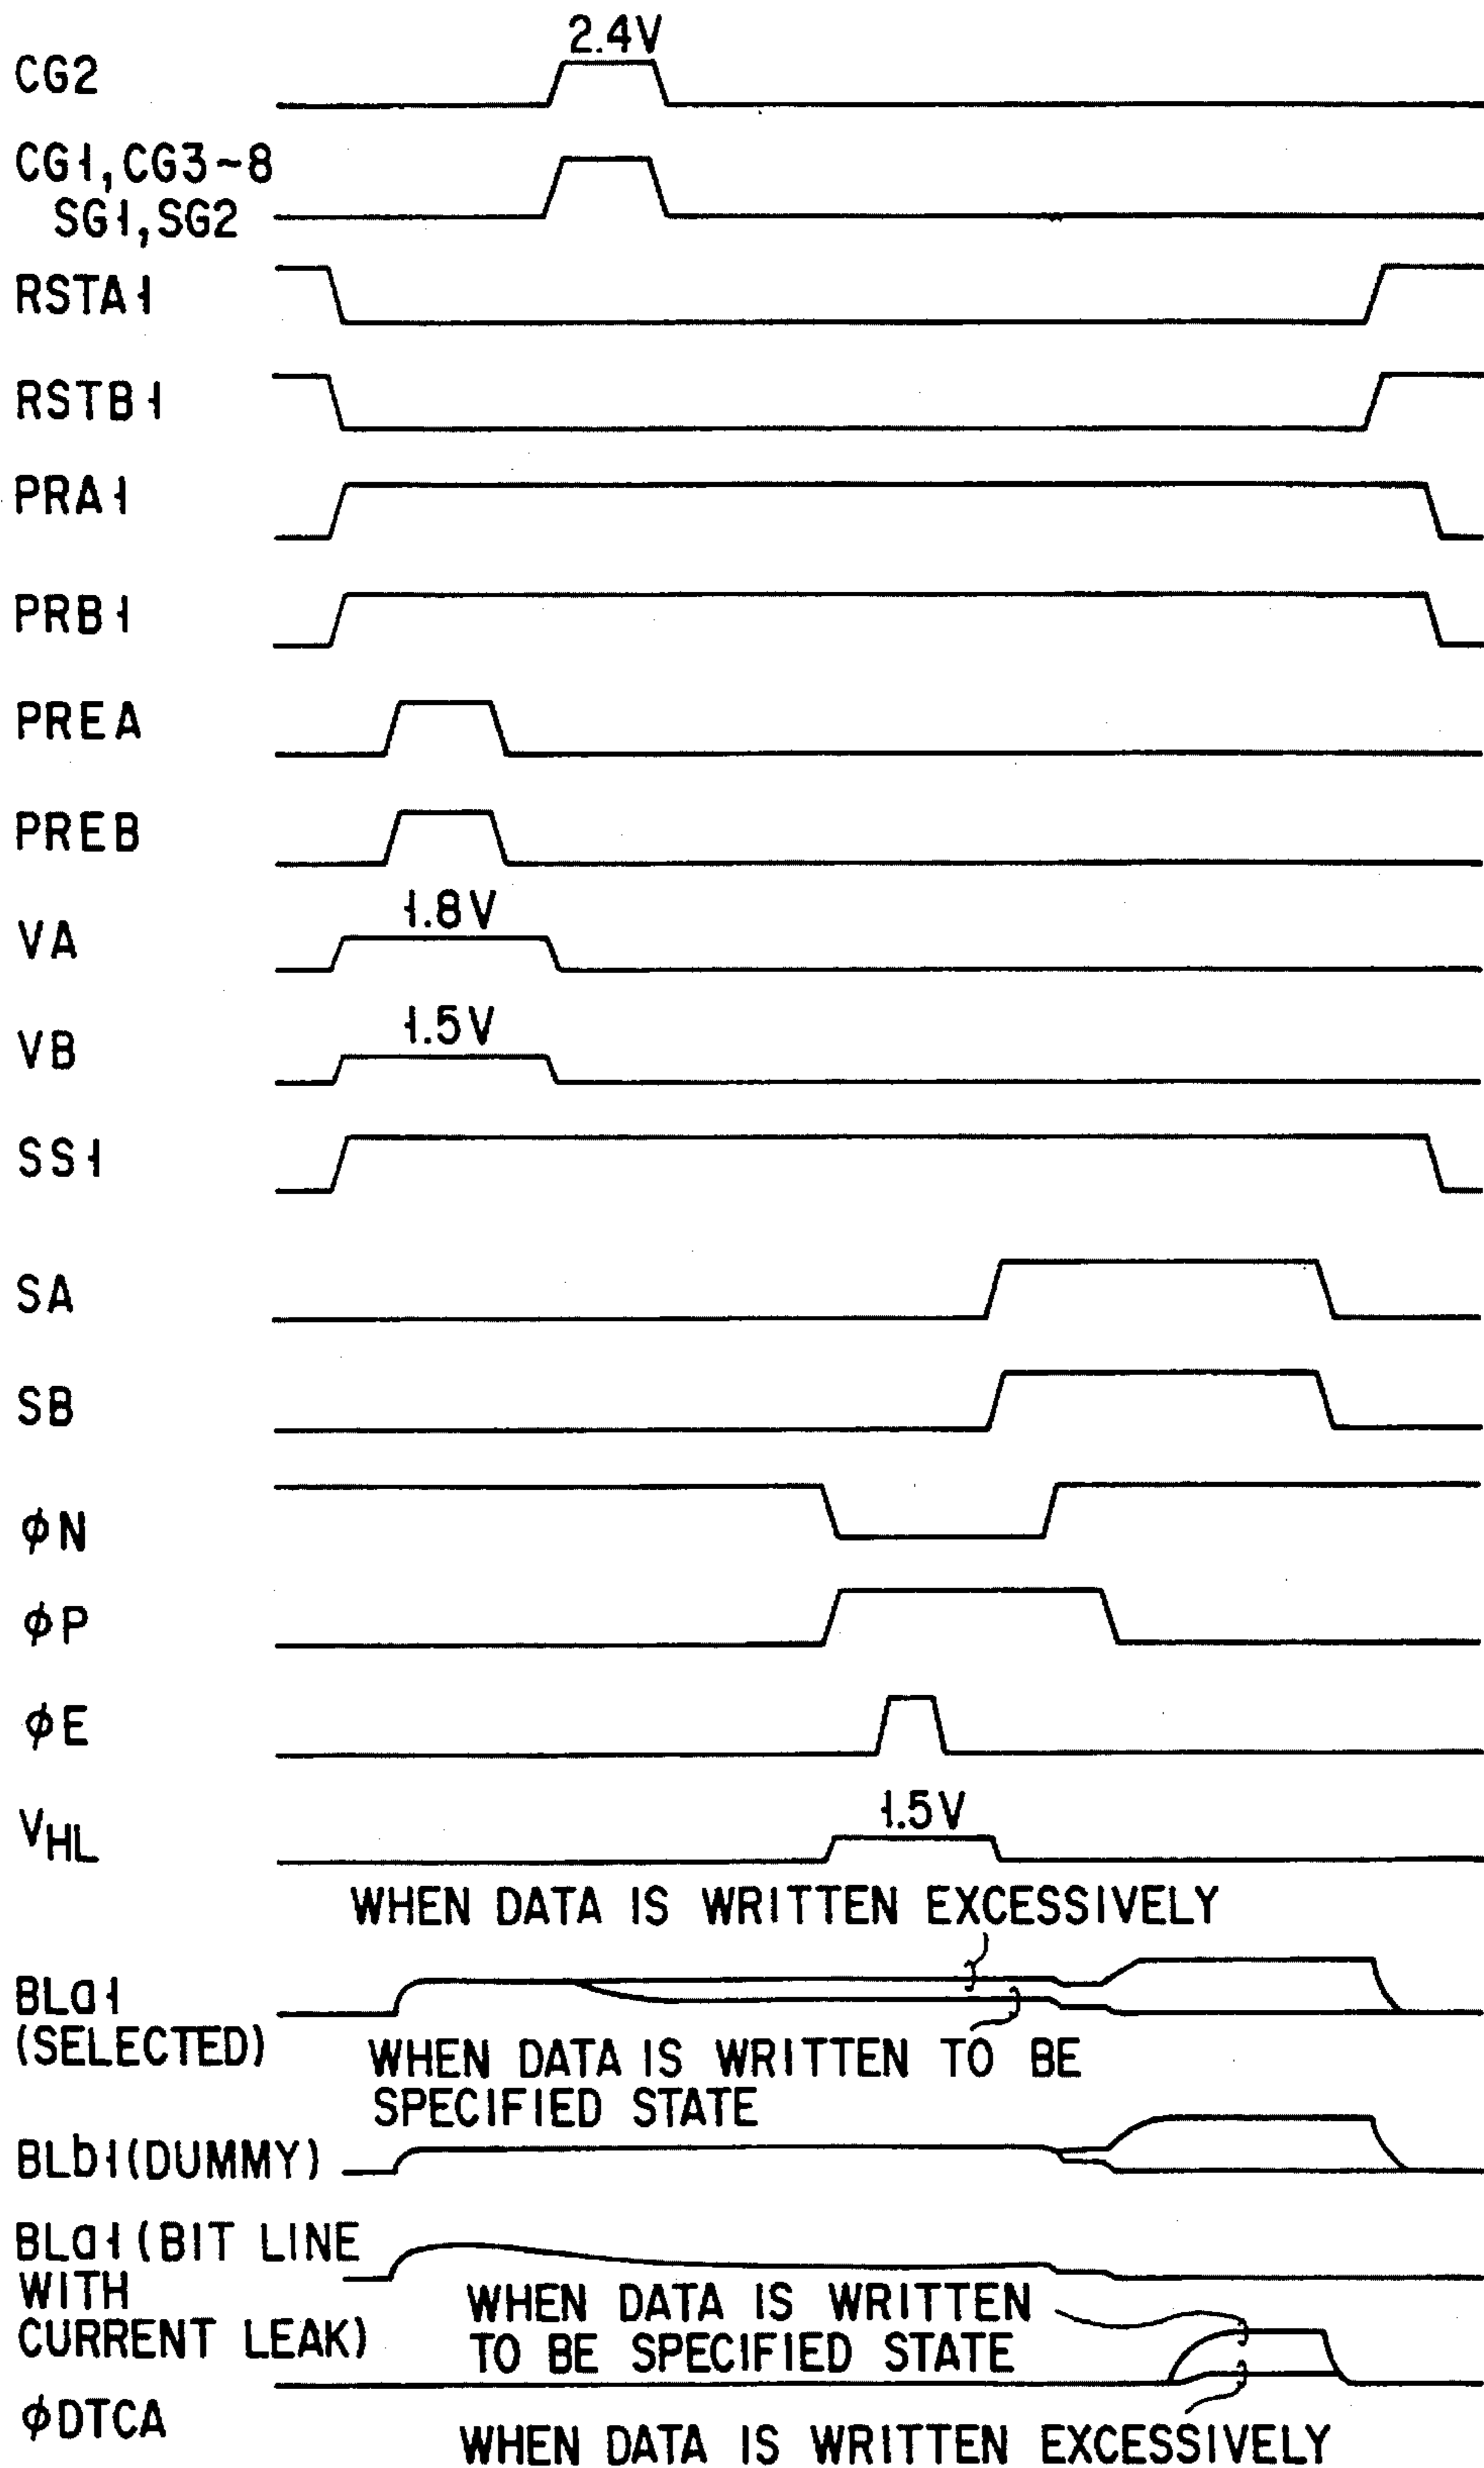 2.4V
CG2
CG1,CG3~8
SG1,SG2
RSTA1
RSTB1
PRA1
PRB1
PREA
PREB
1.8V
VA
1.5V
VB
SS1
SA
SB
φN
φP
φE
1.5V
VHL
WHEN DATA IS WRITTEN EXCESSIVELY
BLa1
(SELECTED)
WHEN DATA IS WRITTEN TO BE
SPECIFIED STATE
BLb1(DUMMY)
BLa1(BIT LINE
WITH
CURRENT LEAK)
WHEN DATA IS WRITTEN
TO BE SPECIFIED STATE
φDTCA
WHEN DATA IS WRITTEN EXCESSIVELY